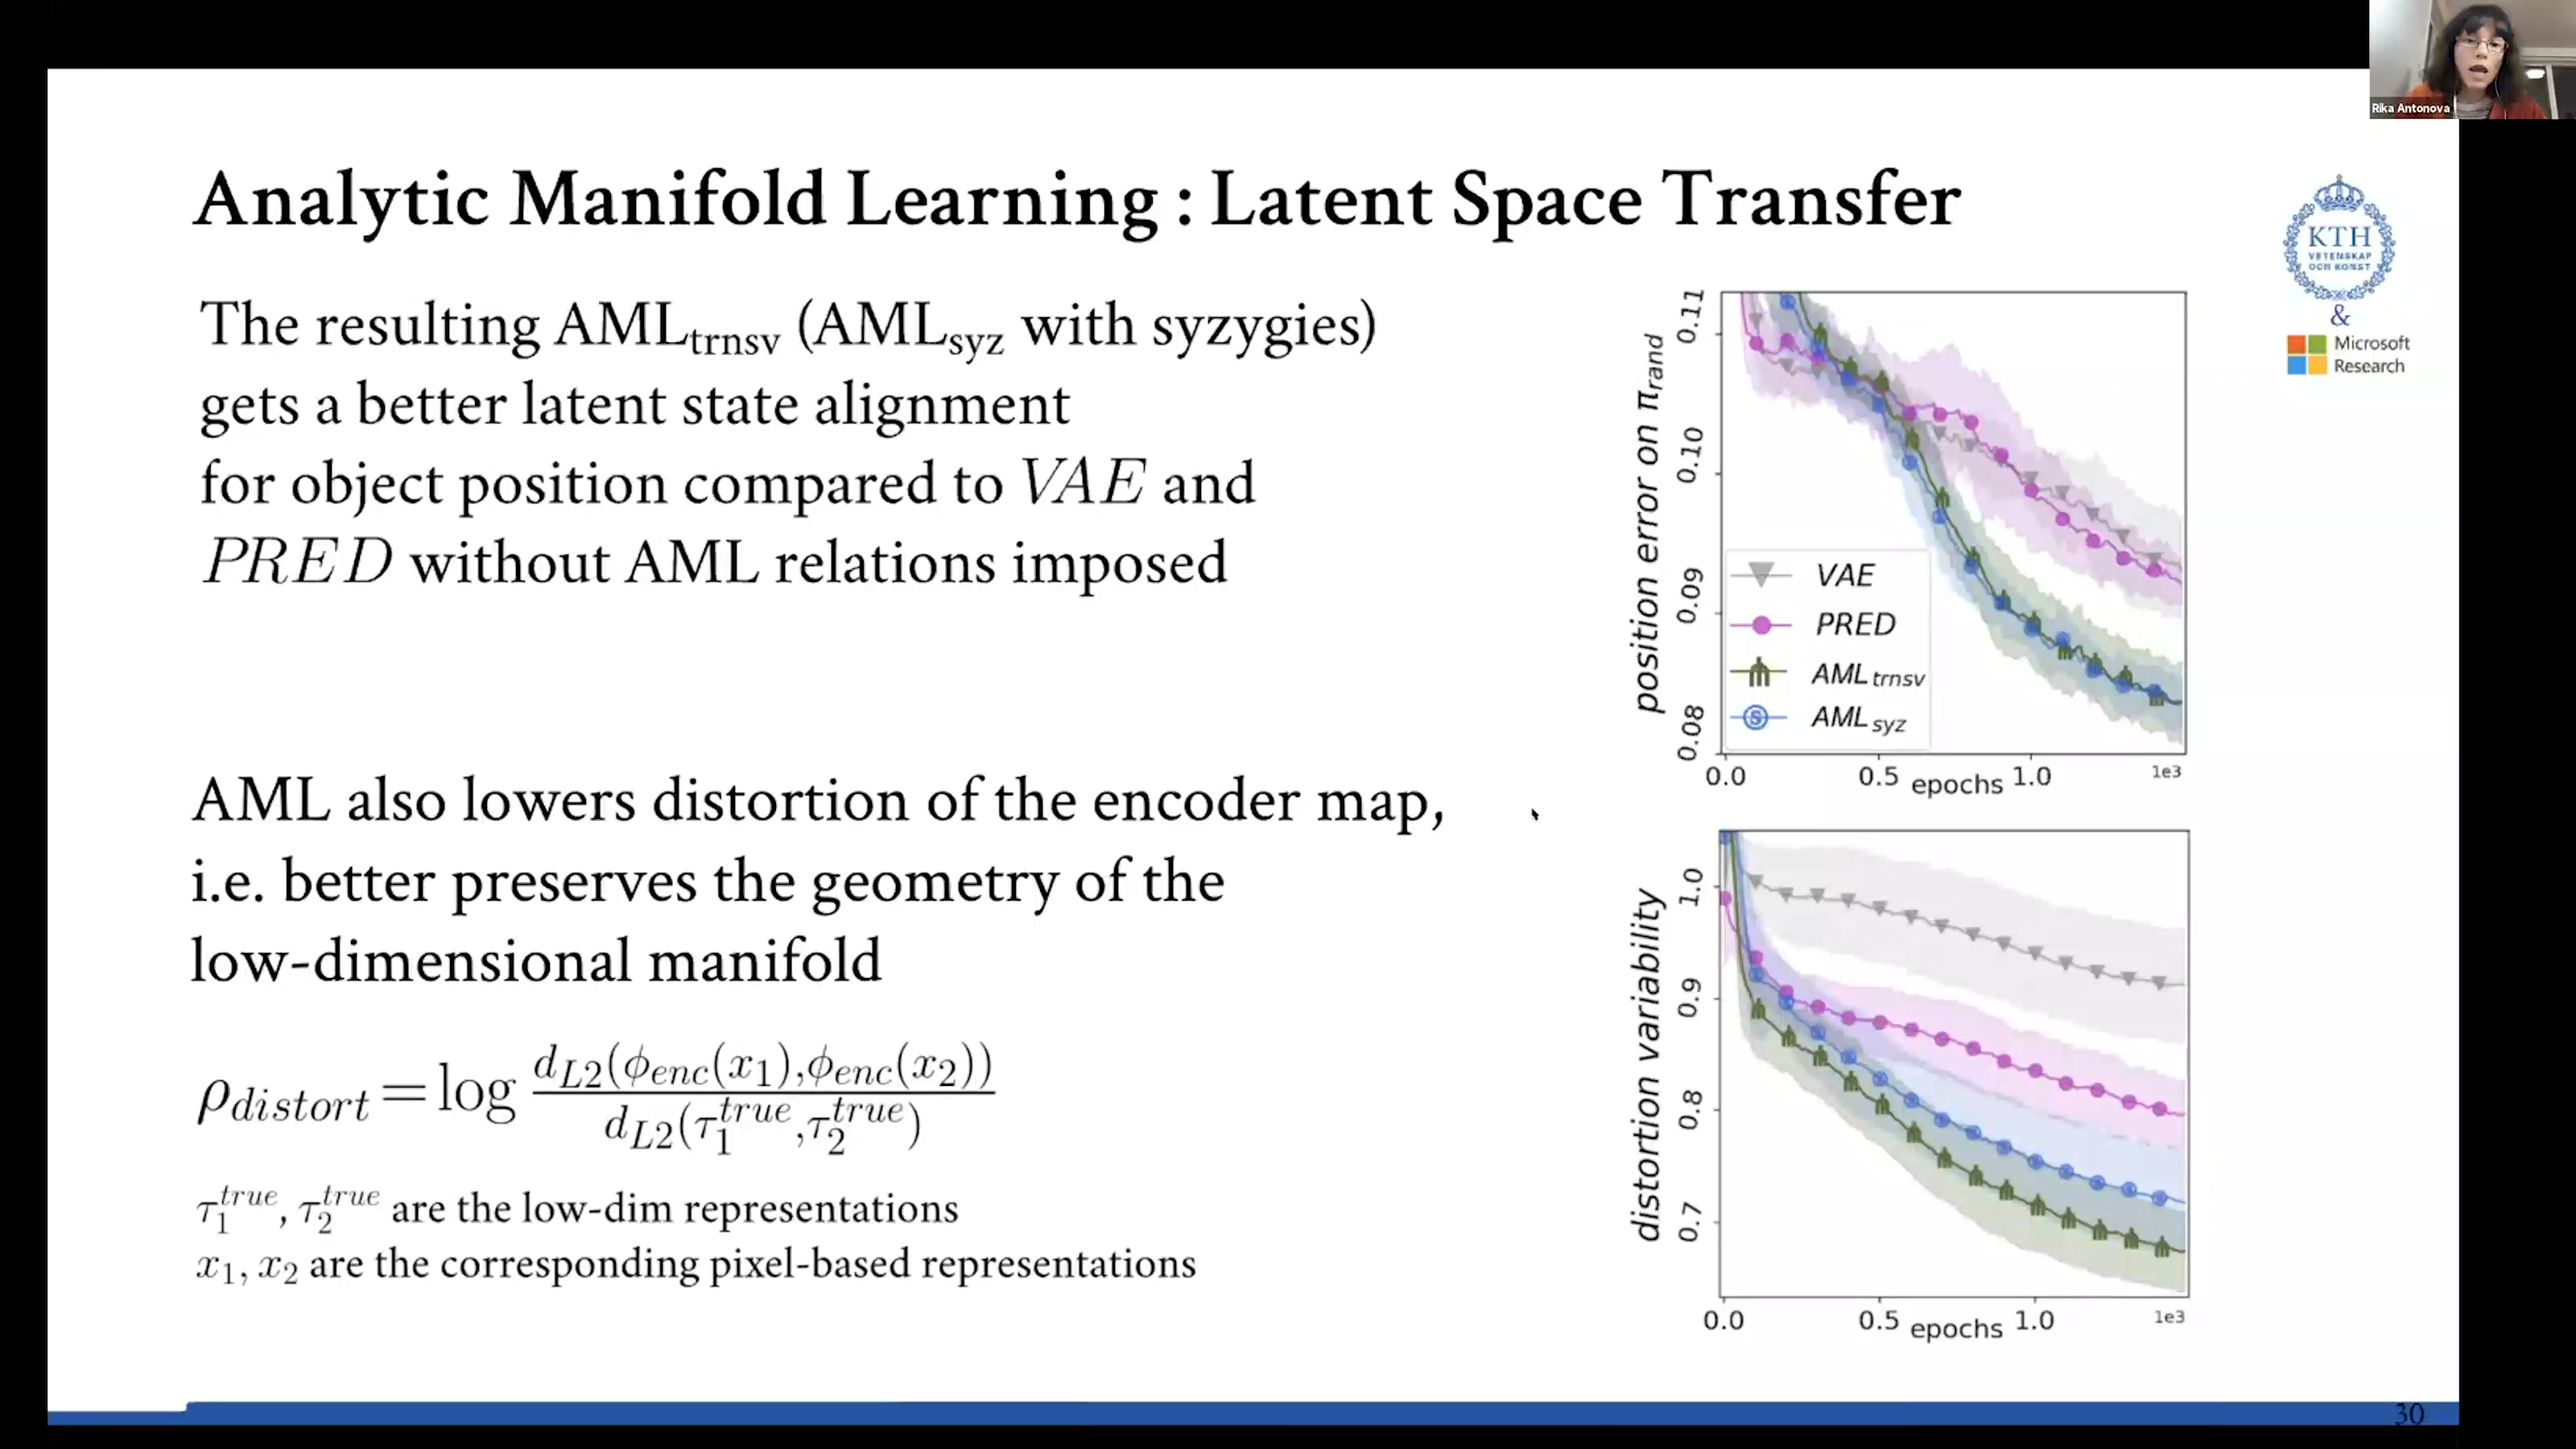 Rika Antonova
Analytic Manifold Learning : Latent Space Transfer
KTH
VETENSKAP
OCH KONST
&
Microsoft
Research
The resulting AML_trnsv (AML_syz with syzygies)
gets a better latent state alignment
for object position compared to VAE and
PRED without AML relations imposed
position error on π_rand
0.11
0.10
0.09
0.08
VAE
PRED
AML_trnsv
AML_syz
0.0 0.5 epochs 1.0 1e3
AML also lowers distortion of the encoder map,
i.e. better preserves the geometry of the
low-dimensional manifold
ρ_distort = log d_L2(ϕ_enc(x_1),ϕ_enc(x_2)) / d_L2(τ_1^true,τ_2^true)
τ_1^true, τ_2^true are the low-dim representations
x_1, x_2 are the corresponding pixel-based representations
distortion variability
1.0
0.9
0.8
0.7
0.0 0.5 epochs 1.0 1e3
30